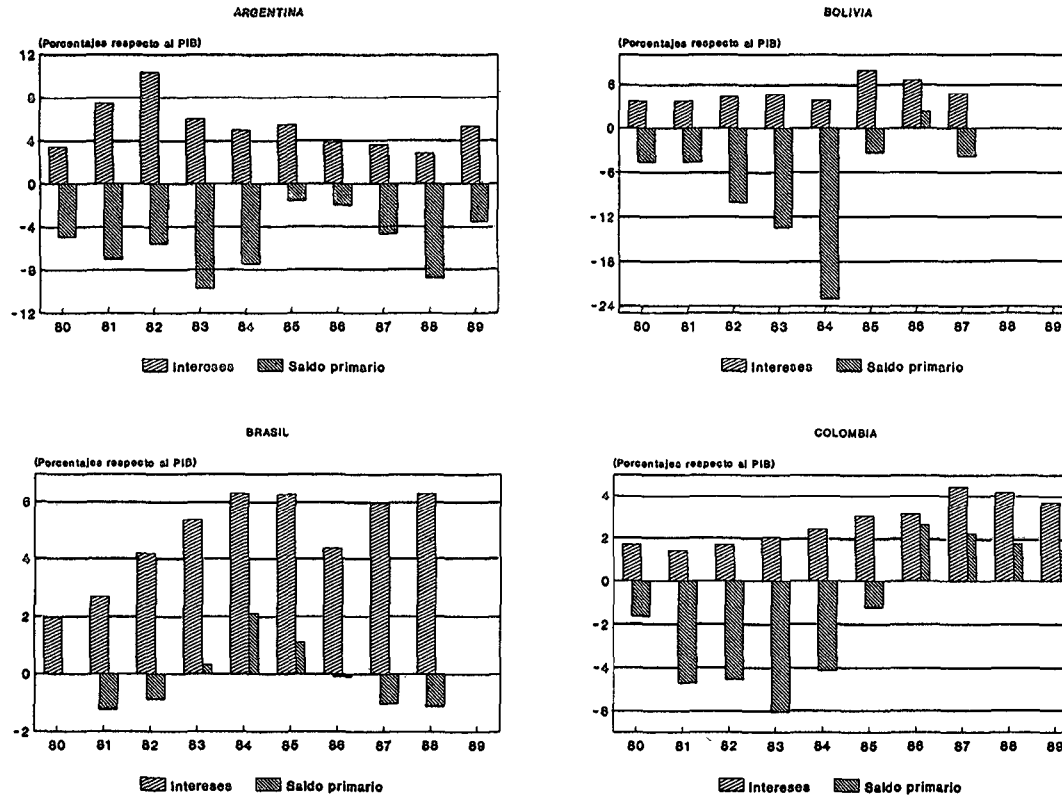 ARGENTINA
(Porcentajes respecto al PIB)
12
8
4
0
-4
-8
-12
80 81 82 83 84 85 86 87 88 89
Intereses Saldo primario
BOLIVIA
(Porcentajes respecto al PIB)
6
0
-6
-12
-18
-24
80 81 82 83 84 85 86 87 88 89
Intereses Saldo primario
BRASIL
(Porcentajes respecto al PIB)
6
4
2
0
-2
80 81 82 83 84 85 86 87 88 89
Intereses Saldo primario
COLOMBIA
(Porcentajes respecto al PIB)
4
2
0
-2
-4
-6
80 81 82 83 84 85 86 87 88 89
Intereses Saldo primario